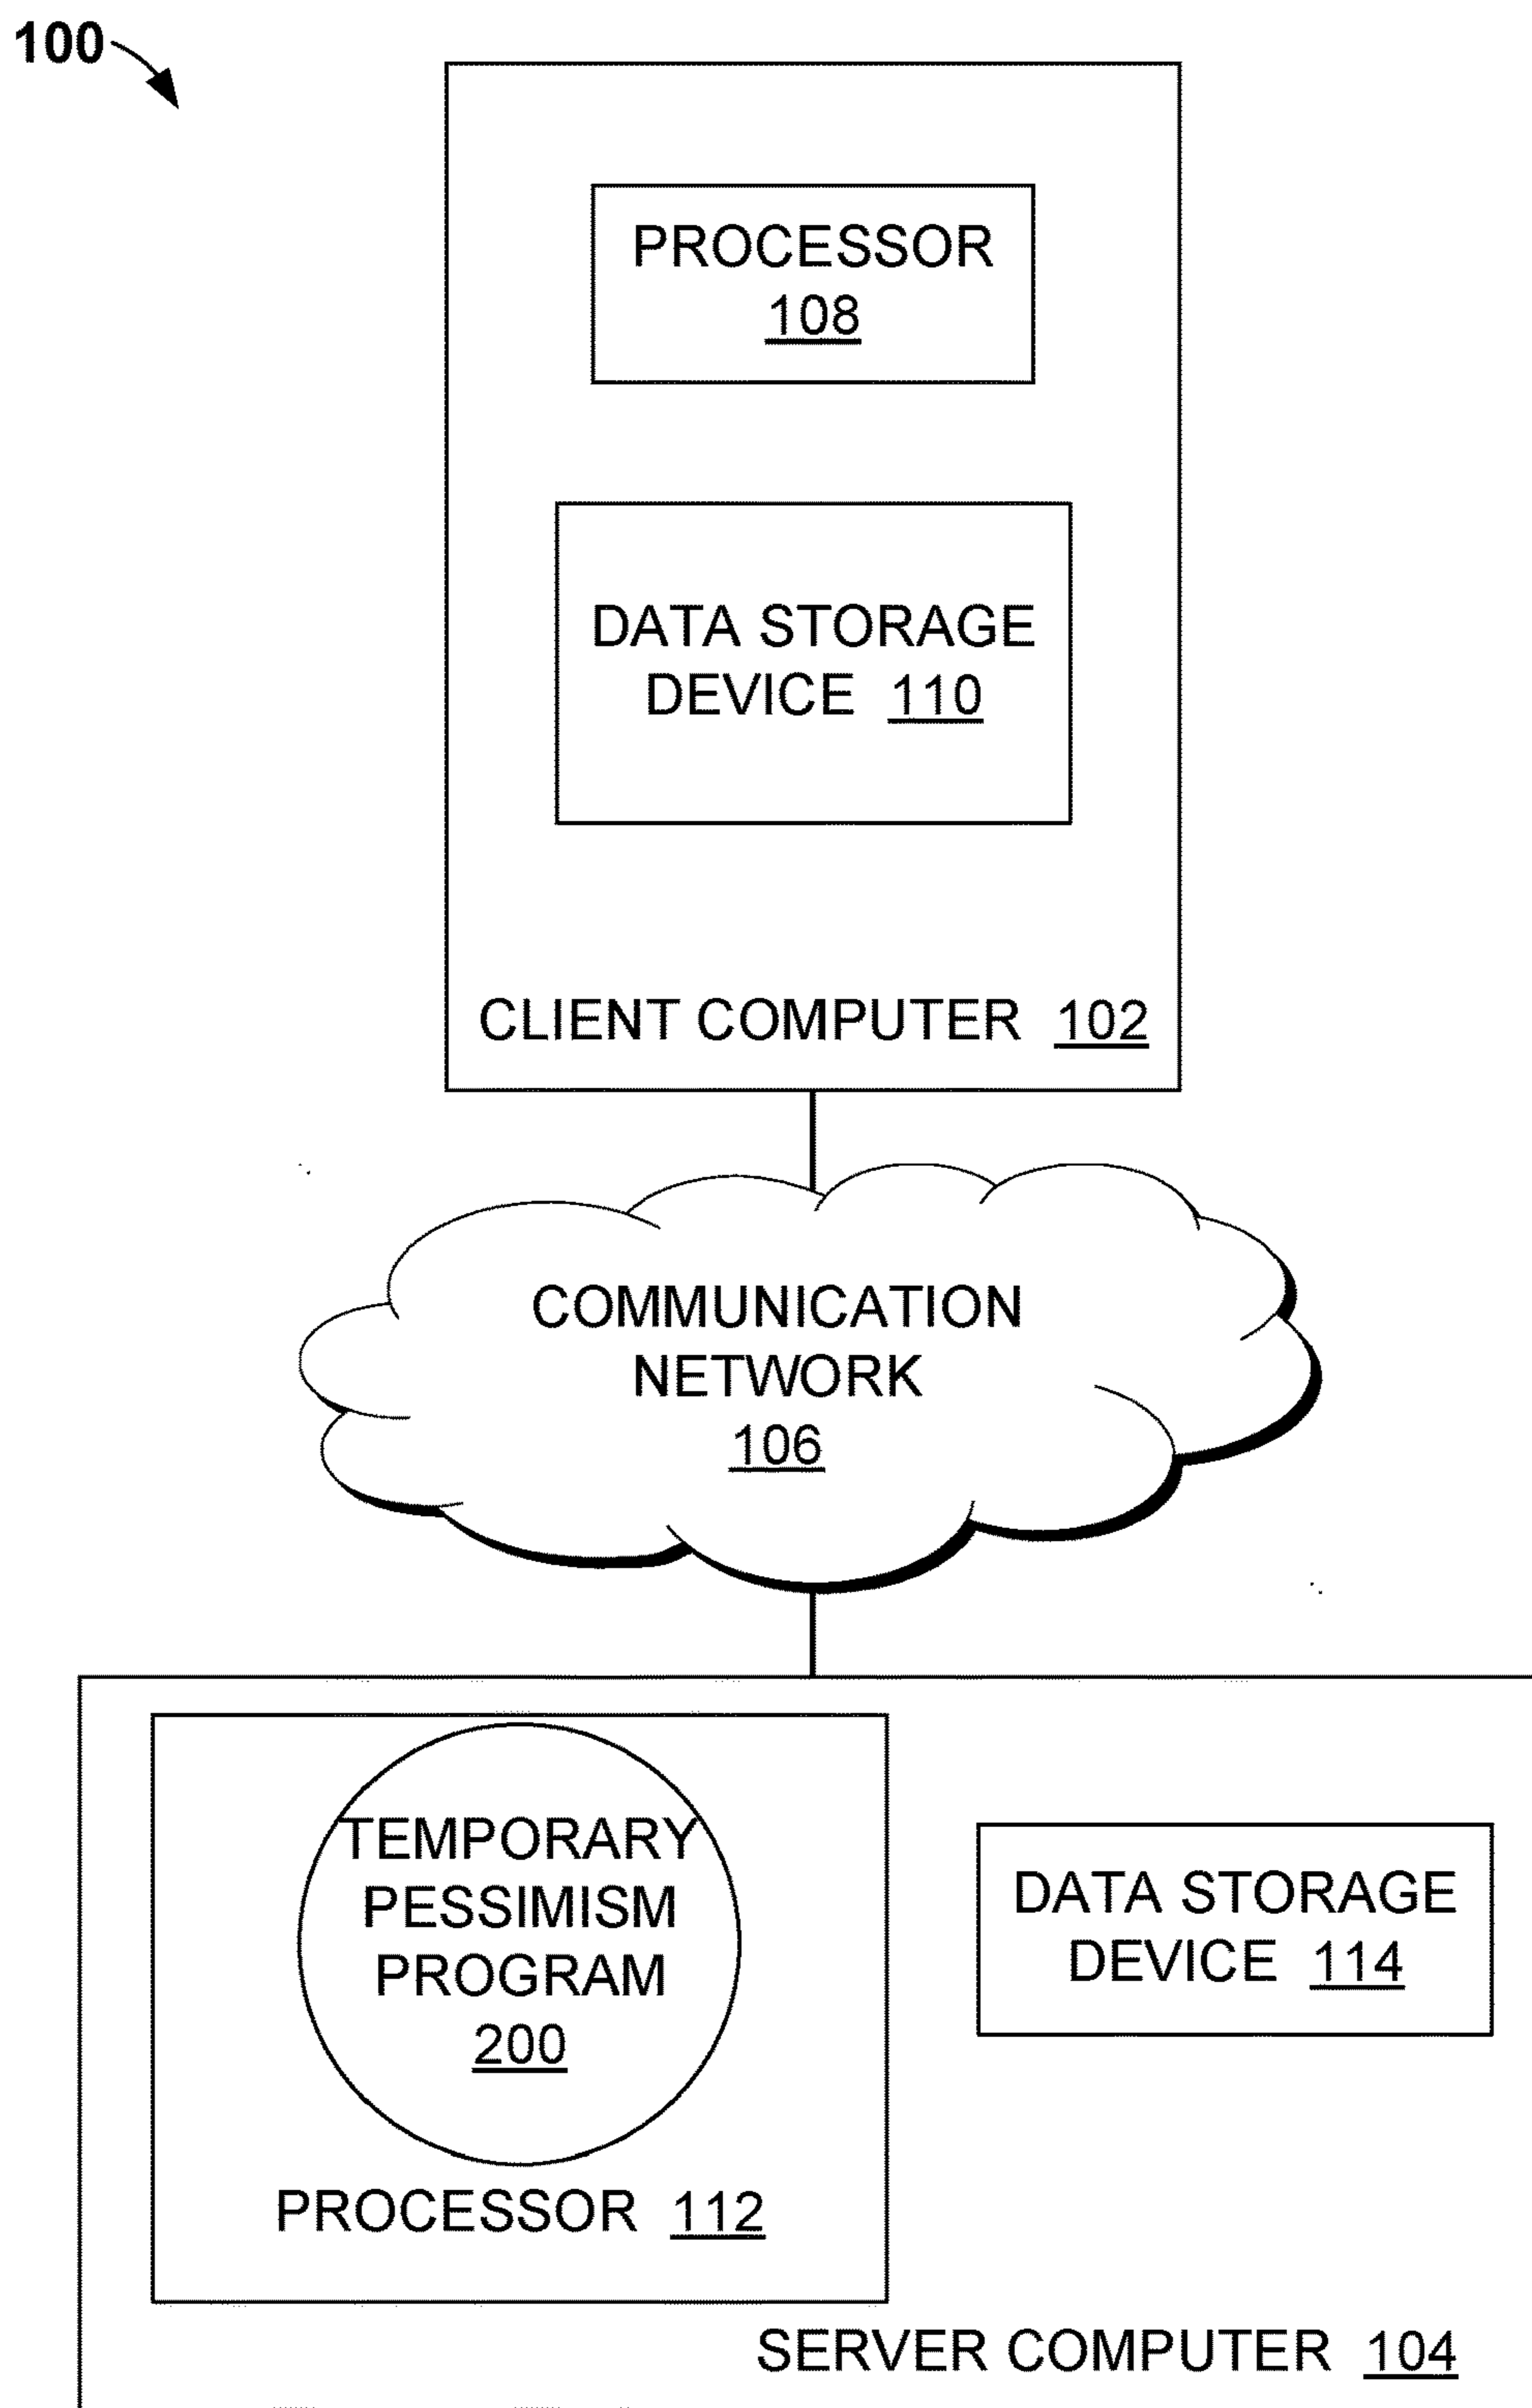 100
PROCESSOR
108
DATA STORAGE
DEVICE 110
CLIENT COMPUTER 102
COMMUNICATION
NETWORK
106
TEMPORARY
PESSIMISM
PROGRAM
200
PROCESSOR 112
DATA STORAGE
DEVICE 114
SERVER COMPUTER 104